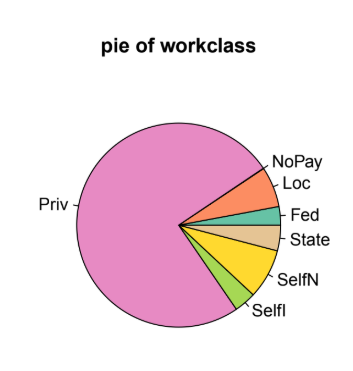 pie of workclass
NoPay
Loc
Priv
Fed
State
SelfN
SelfI